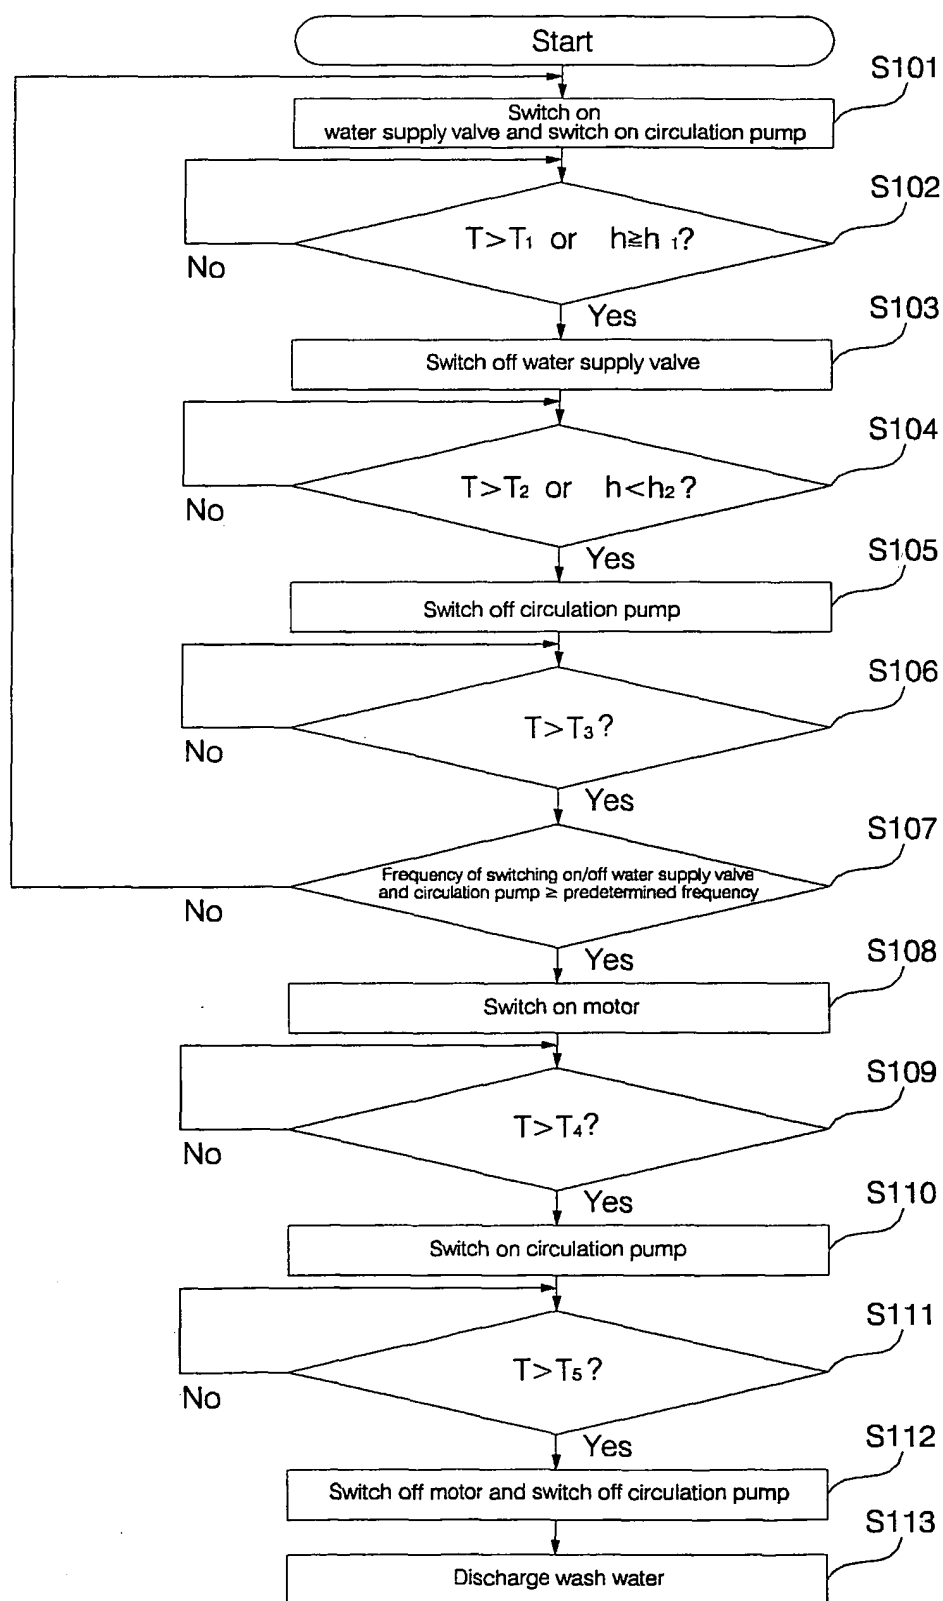 Start
S101
Switch on
water supply valve and switch on circulation pump
S102
T>T1 or h≧h 1?
No
Yes
S103
Switch off water supply valve
S104
T>T2 or h<h2?
No
Yes
S105
Switch off circulation pump
S106
T>T3?
No
Yes
S107
Frequency of switching on/off water supply valve
and circulation pump ≥ predetermined frequency
No
Yes
S108
Switch on motor
S109
T>T4?
No
Yes
S110
Switch on circulation pump
S111
T>T5?
No
Yes
S112
Switch off motor and switch off circulation pump
S113
Discharge wash water